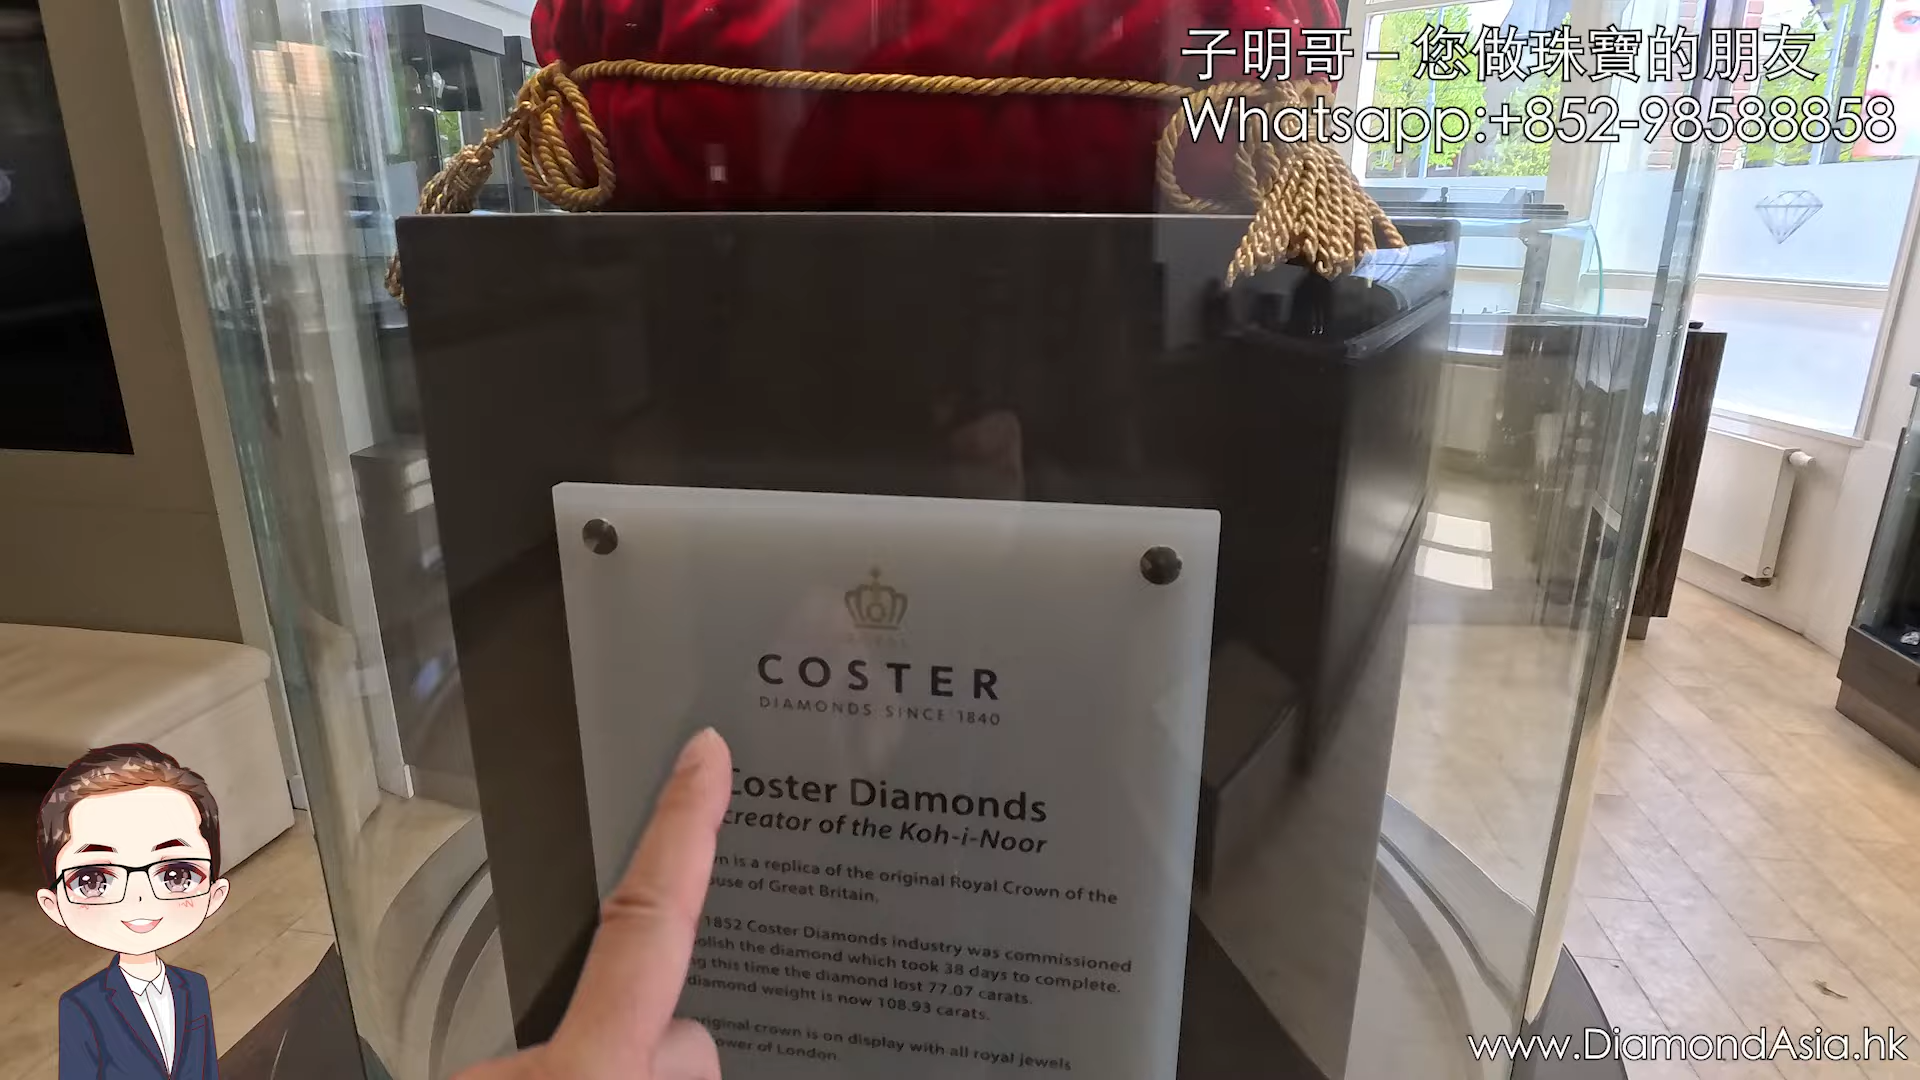 子明哥 – 您做珠寶的朋友
Whatsapp:+852-98588858
COSTER
DIAMONDS SINCE 1840
Coster Diamonds
creator of the Koh-i-Noor
is a replica of the original Royal Crown of the
of Great Britain.
1852 Coster Diamonds industry was commissioned
the diamond which took 38 days to complete.
this time the diamond lost 77.07 carats.
diamond weight is now 108.93 carats.
original crown is on display with all royal jewels
of London.
www.DiamondAsia.hk